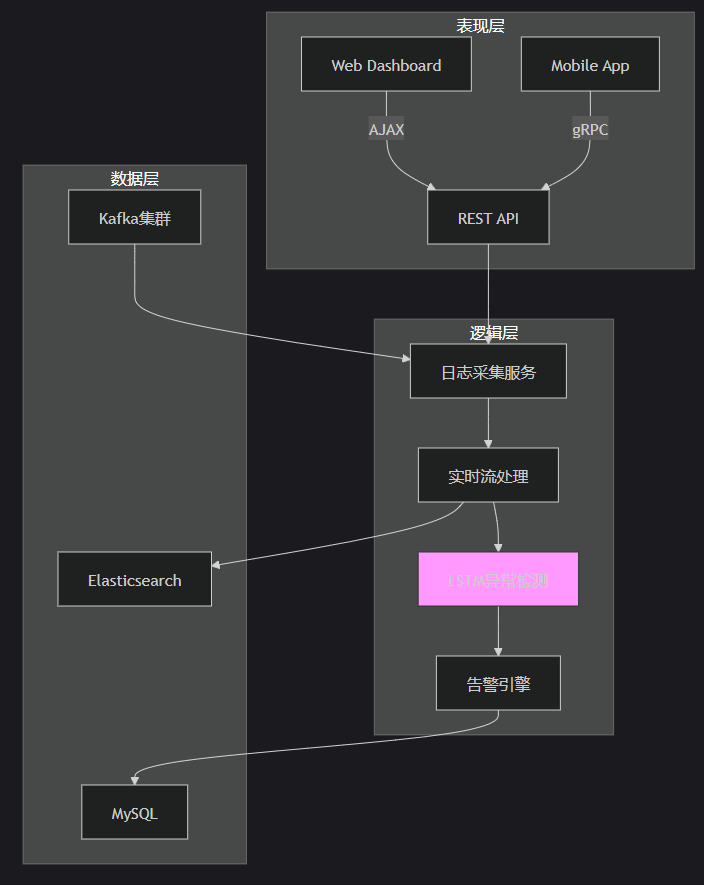 表现层
Web Dashboard
Mobile App
AJAX
gRPC
REST API
数据层
Kafka集群
逻辑层
日志采集服务
实时流处理
Elasticsearch
LSTM异常检测
告警引擎
MySQL